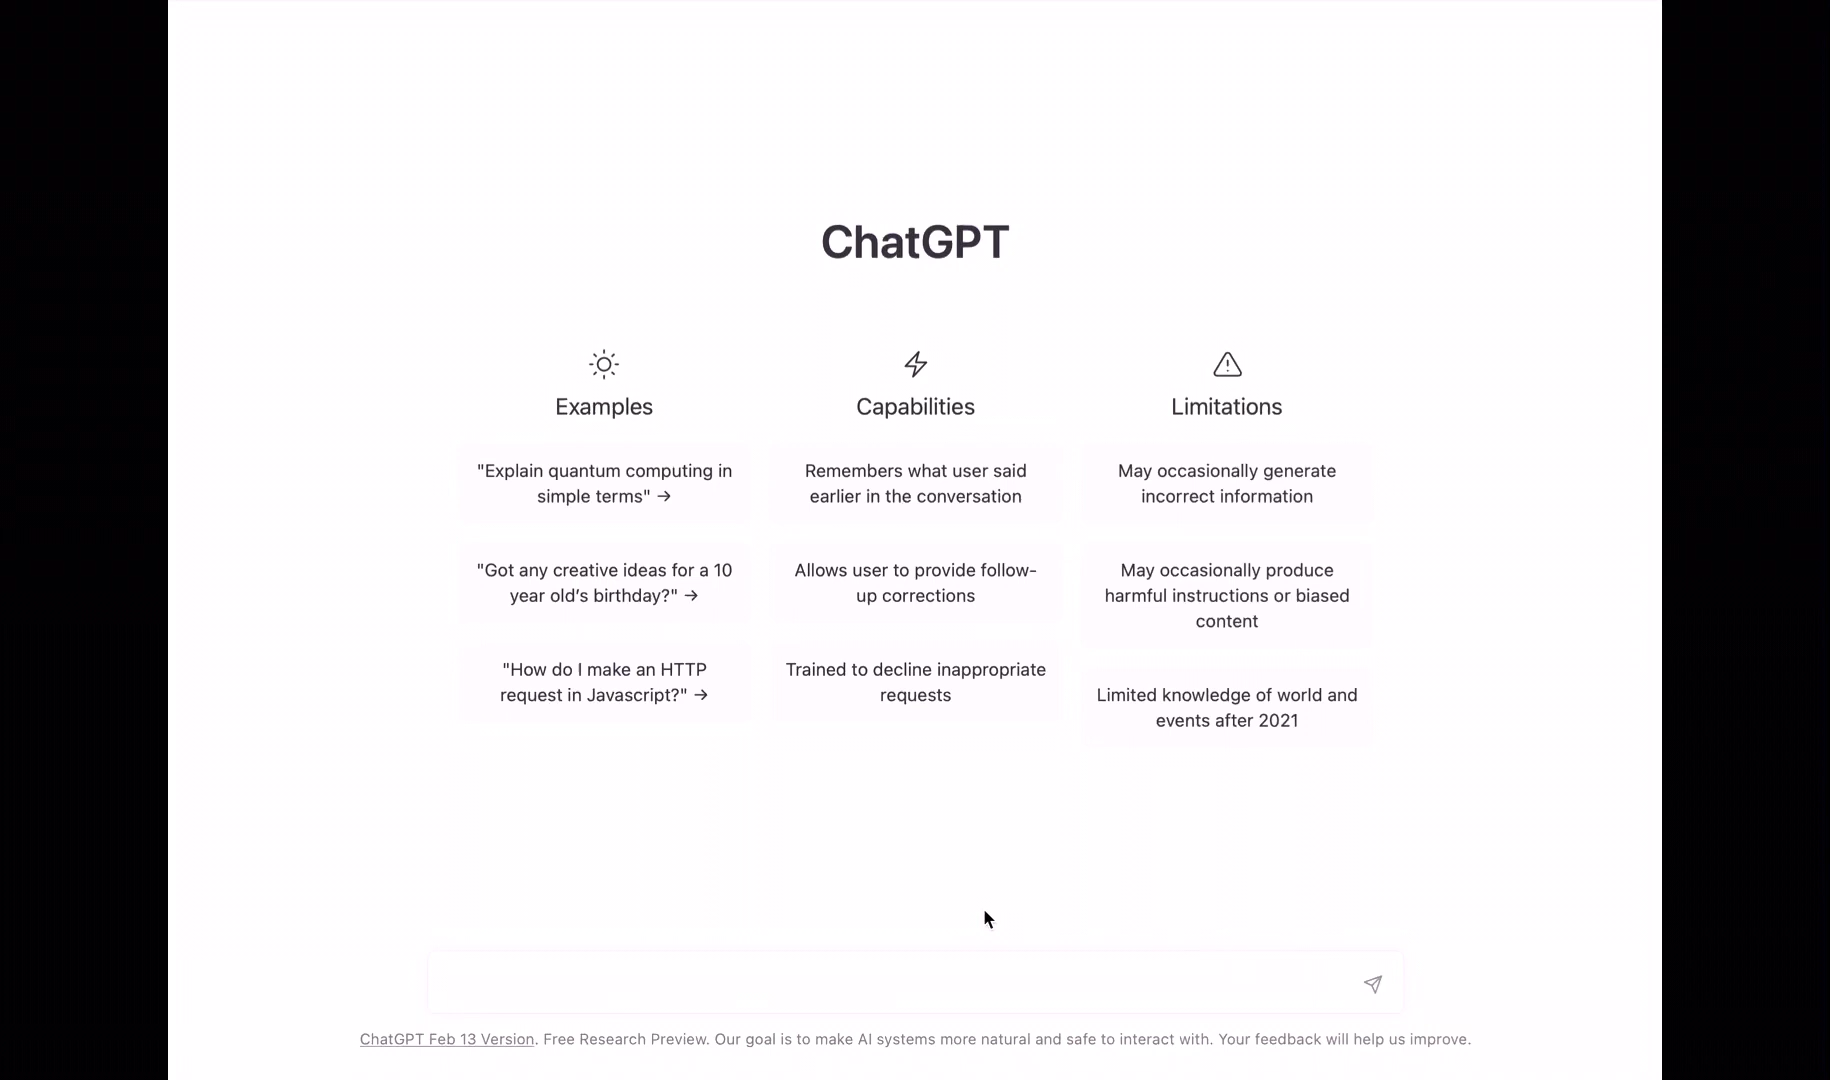 ChatGPT
Examples
"Explain quantum computing in
simple terms" →
"Got any creative ideas for a 10
year old's birthday?" →
"How do I make an HTTP
request in Javascript?" →
Capabilities
Remembers what user said
earlier in the conversation
Allows user to provide follow-
up corrections
Trained to decline inappropriate
requests
Limitations
May occasionally generate
incorrect information
May occasionally produce
harmful instructions or biased
content
Limited knowledge of world and
events after 2021
ChatGPT Feb 13 Version. Free Research Preview. Our goal is to make AI systems more natural and safe to interact with. Your feedback will help us improve.